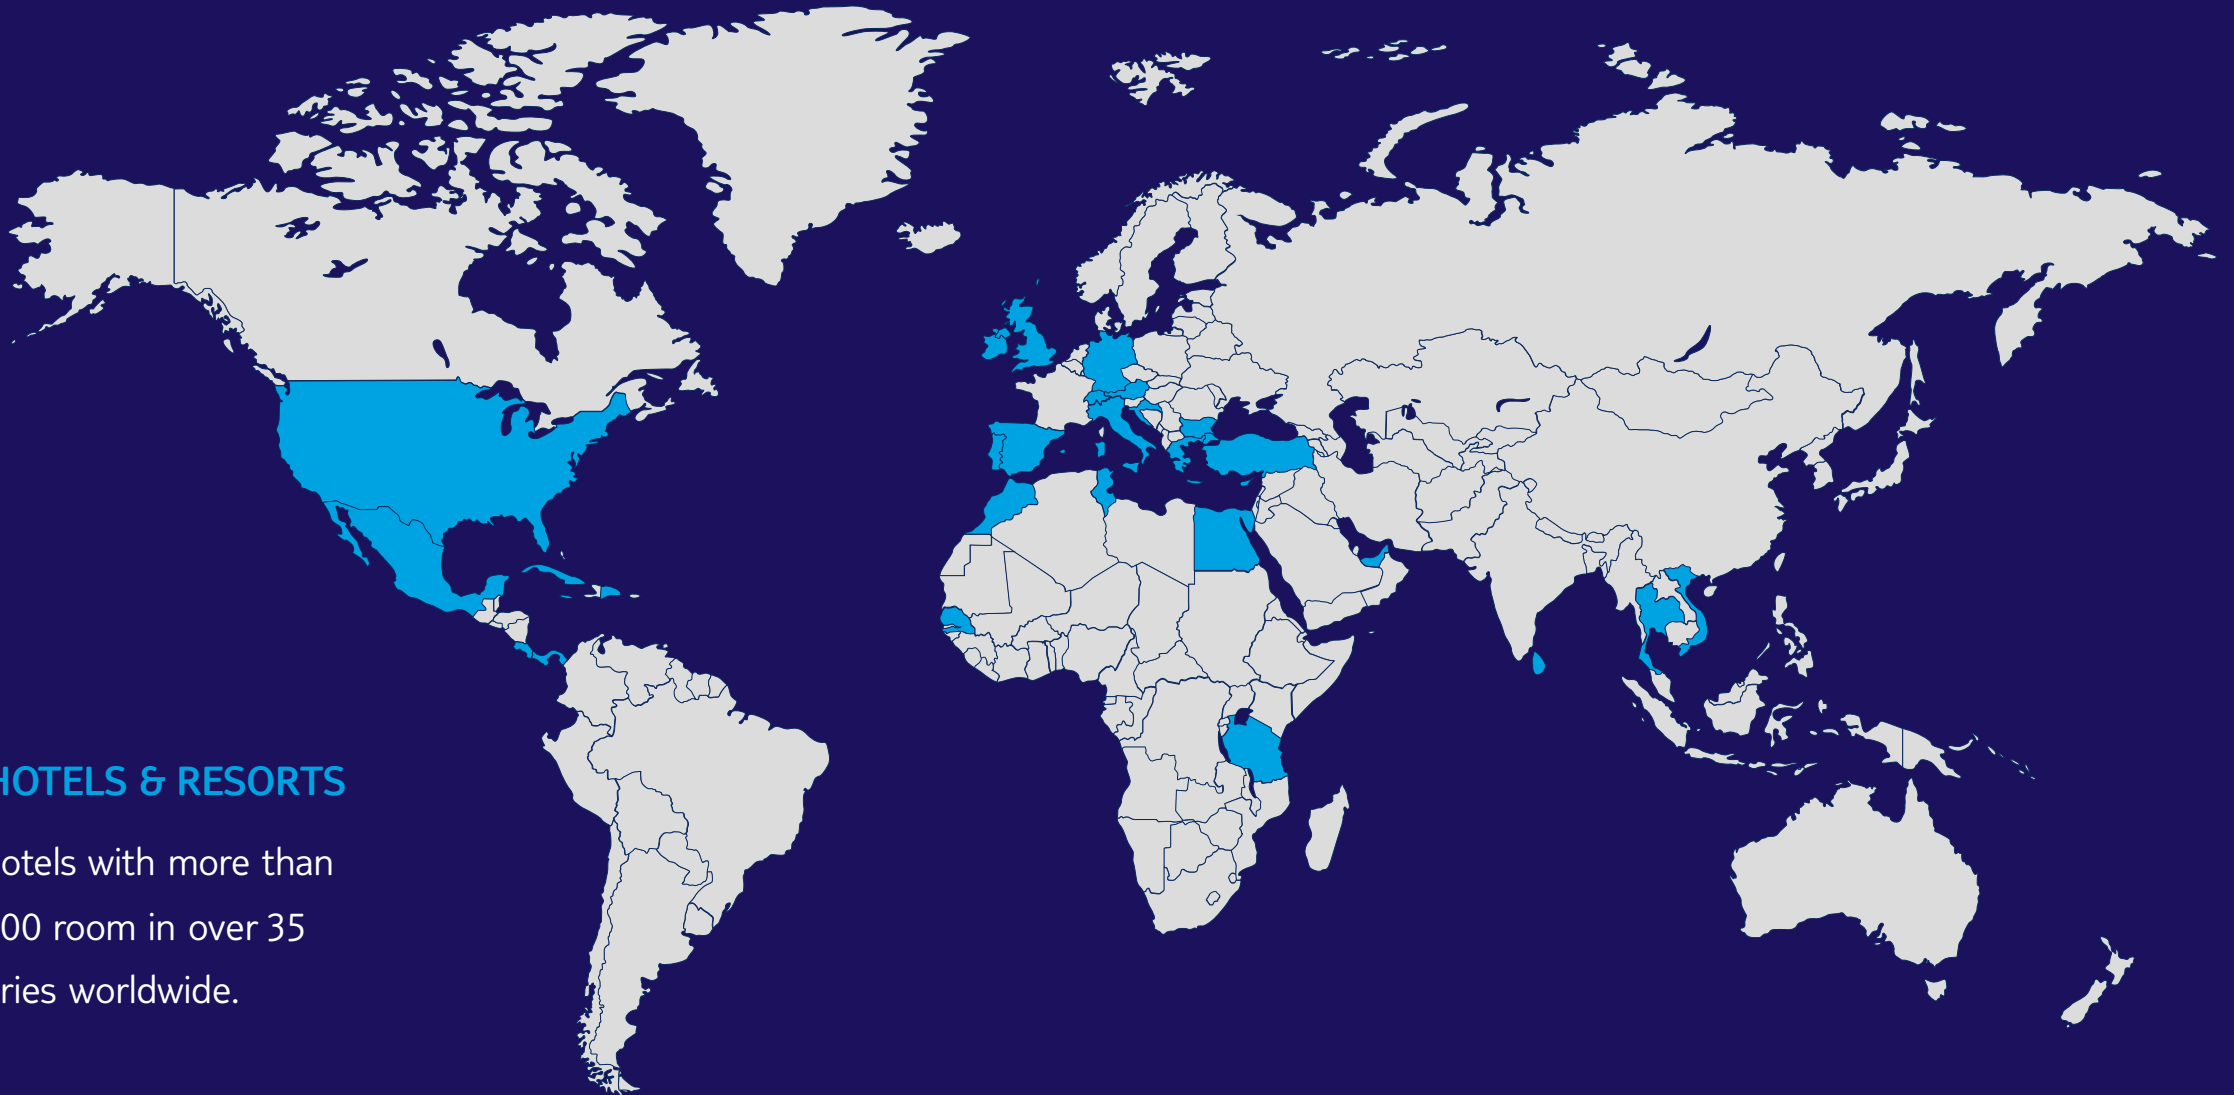 HOTELS & RESORTS
otels with more than
00 room in over 35
ries worldwide.